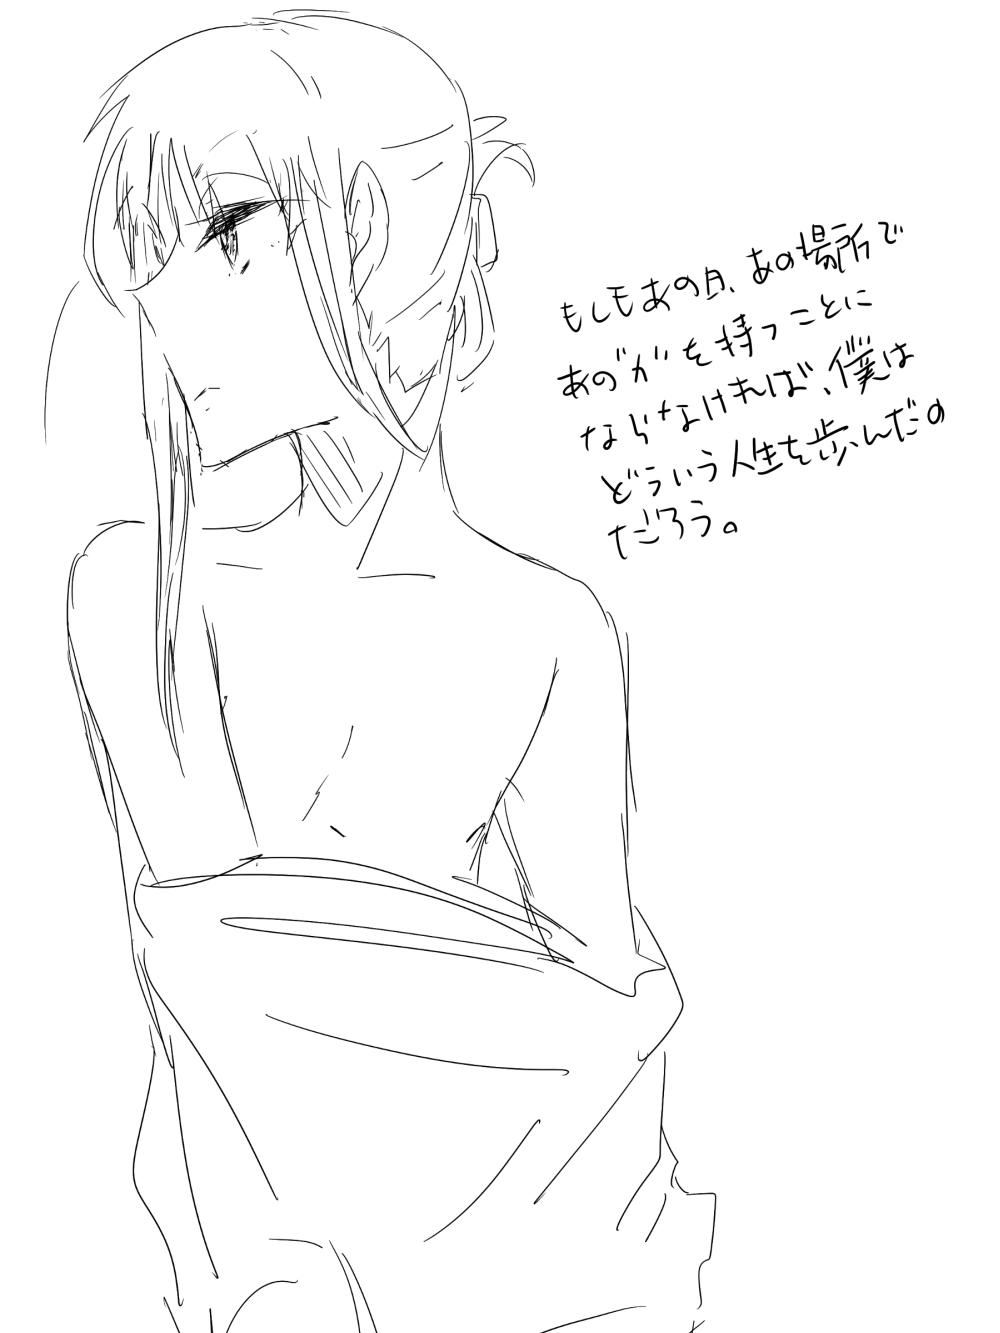 もしもあの日、あの場所で
あの"が"を持つことに
ならなければ、僕は
どういう人生を歩んだの
だろう。